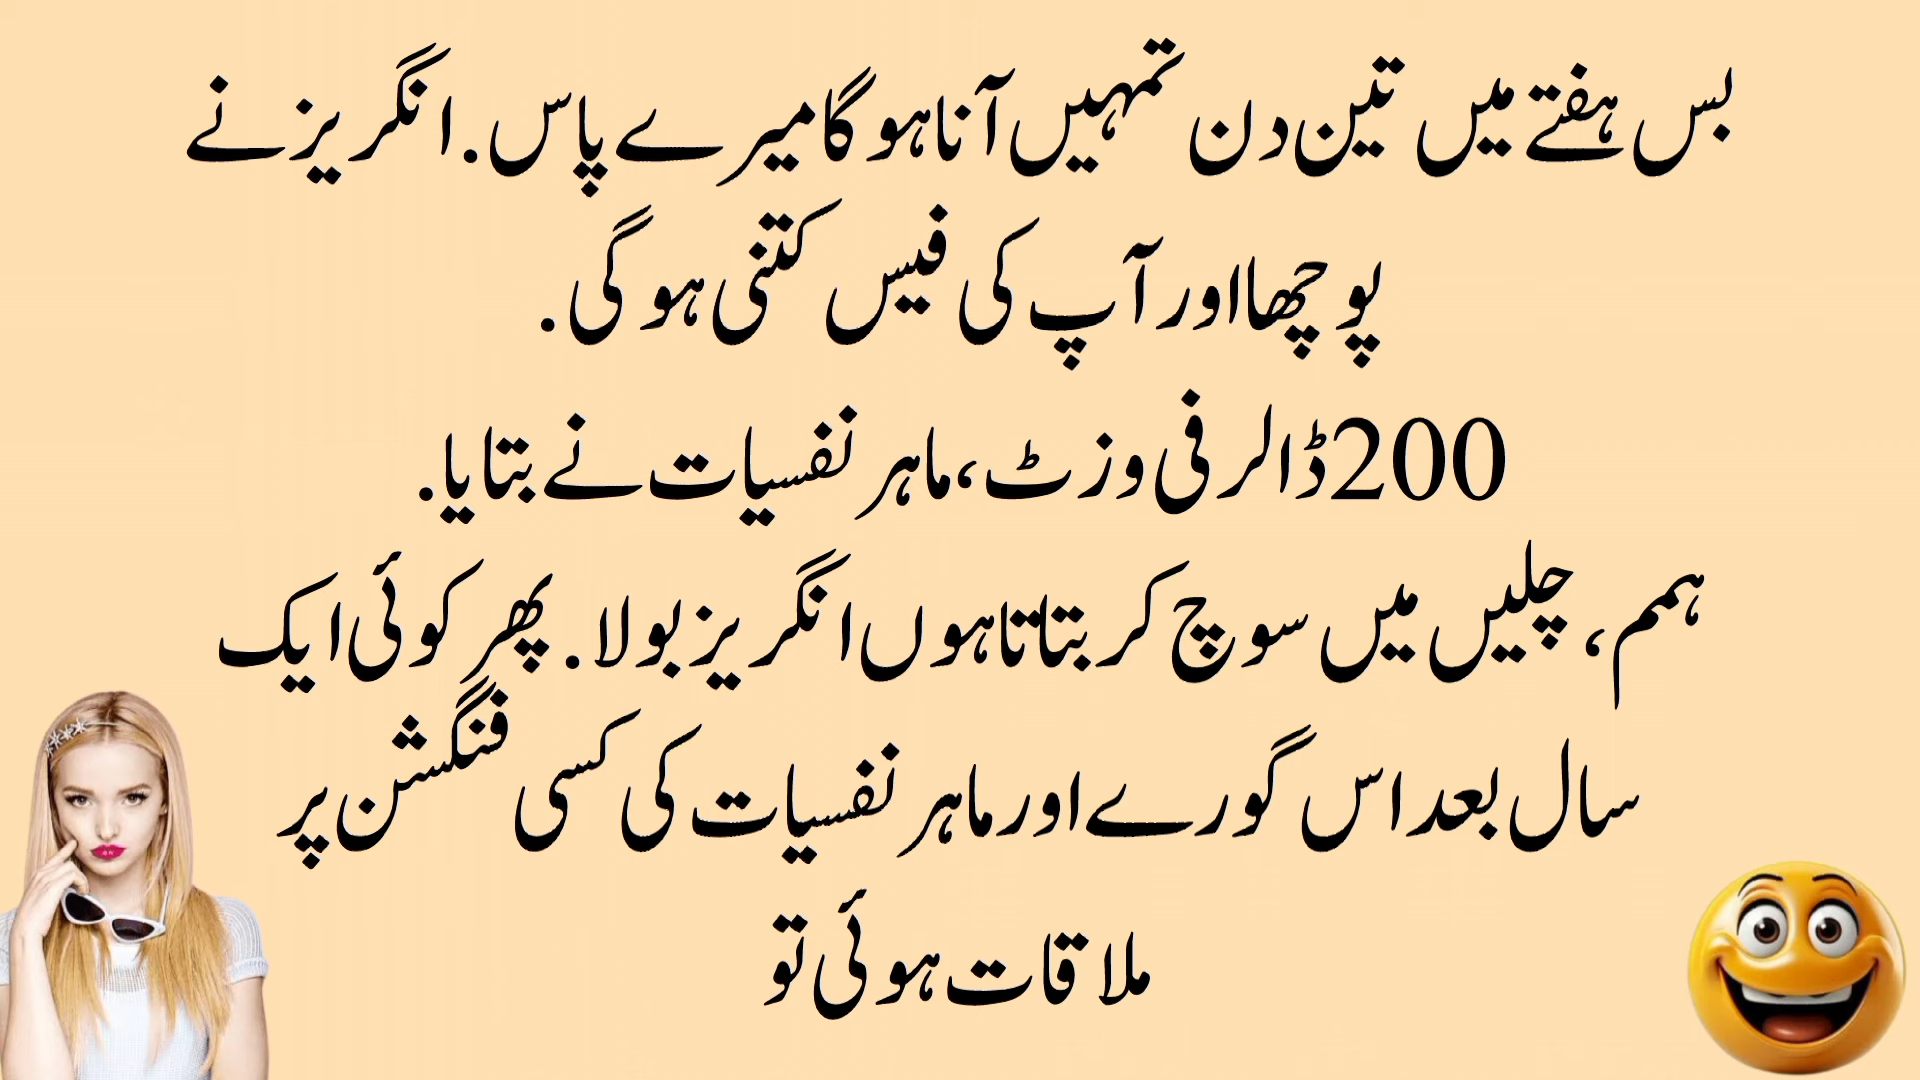 بس ہفتے میں تین دن تمہیں آنا ہو گا میرے پاس. انگریز نے
پوچھا اور آپ کی فیس کتنی ہو گی.
200 ڈالر فی وزٹ، ماہر نفسیات نے بتایا.
ہمم، چلیں میں سوچ کر بتاتا ہوں انگریز بولا. پھر کوئی ایک
سال بعد اس گورے اور ماہر نفسیات کی کسی فنگشن پر
ملاقات ہوئی تو